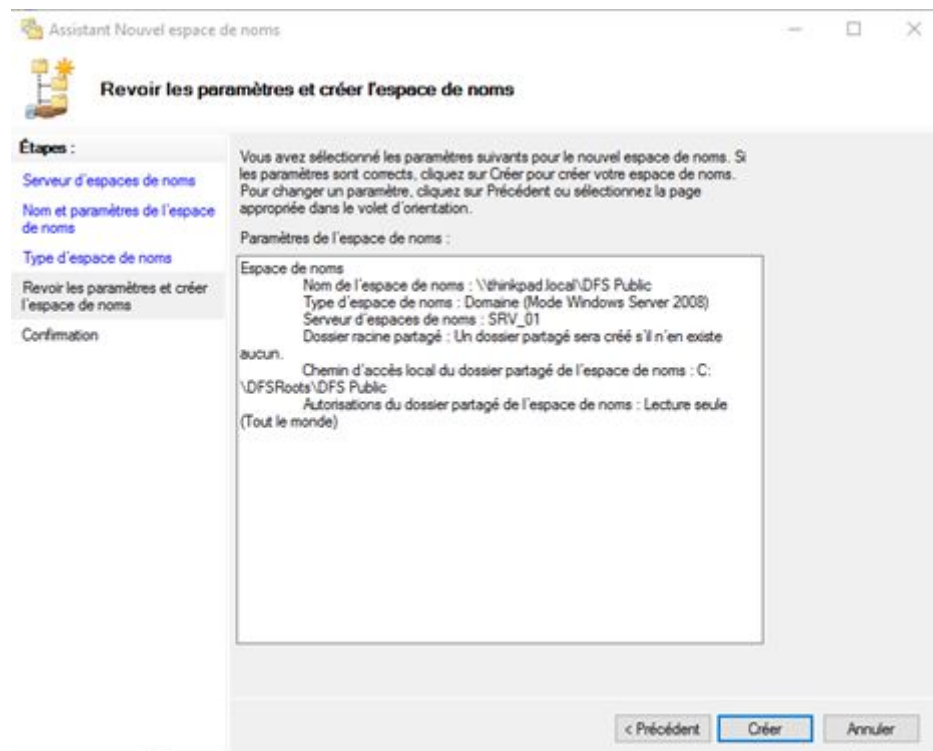 Assistant Nouvel espace de noms
Revoir les paramètres et créer l'espace de noms
Étapes :
Serveur d'espaces de noms
Nom et paramètres de l'espace
de noms
Type d'espace de noms
Revoir les paramètres et créer
l'espace de noms
Confirmation
Vous avez sélectionné les paramètres suivants pour le nouvel espace de noms. Si
les paramètres sont corrects, cliquez sur Créer pour créer votre espace de noms.
Pour changer un paramètre, cliquez sur Précédent ou sélectionnez la page
appropriée dans le volet d'orientation.
Paramètres de l'espace de noms :
Espace de noms
Nom de l'espace de noms : \\thinkpad.local\DFS Public
Type d'espace de noms : Domaine (Mode Windows Server 2008)
Serveur d'espaces de noms : SRV_01
Dossier racine partagé : Un dossier partagé sera créé s'il n'en existe
aucun.
Chemin d'accès local du dossier partagé de l'espace de noms : C:
\DFSRoots\DFS Public
Autorisations du dossier partagé de l'espace de noms : Lecture seule
(Tout le monde)
< Précédent
Créer
Annuler